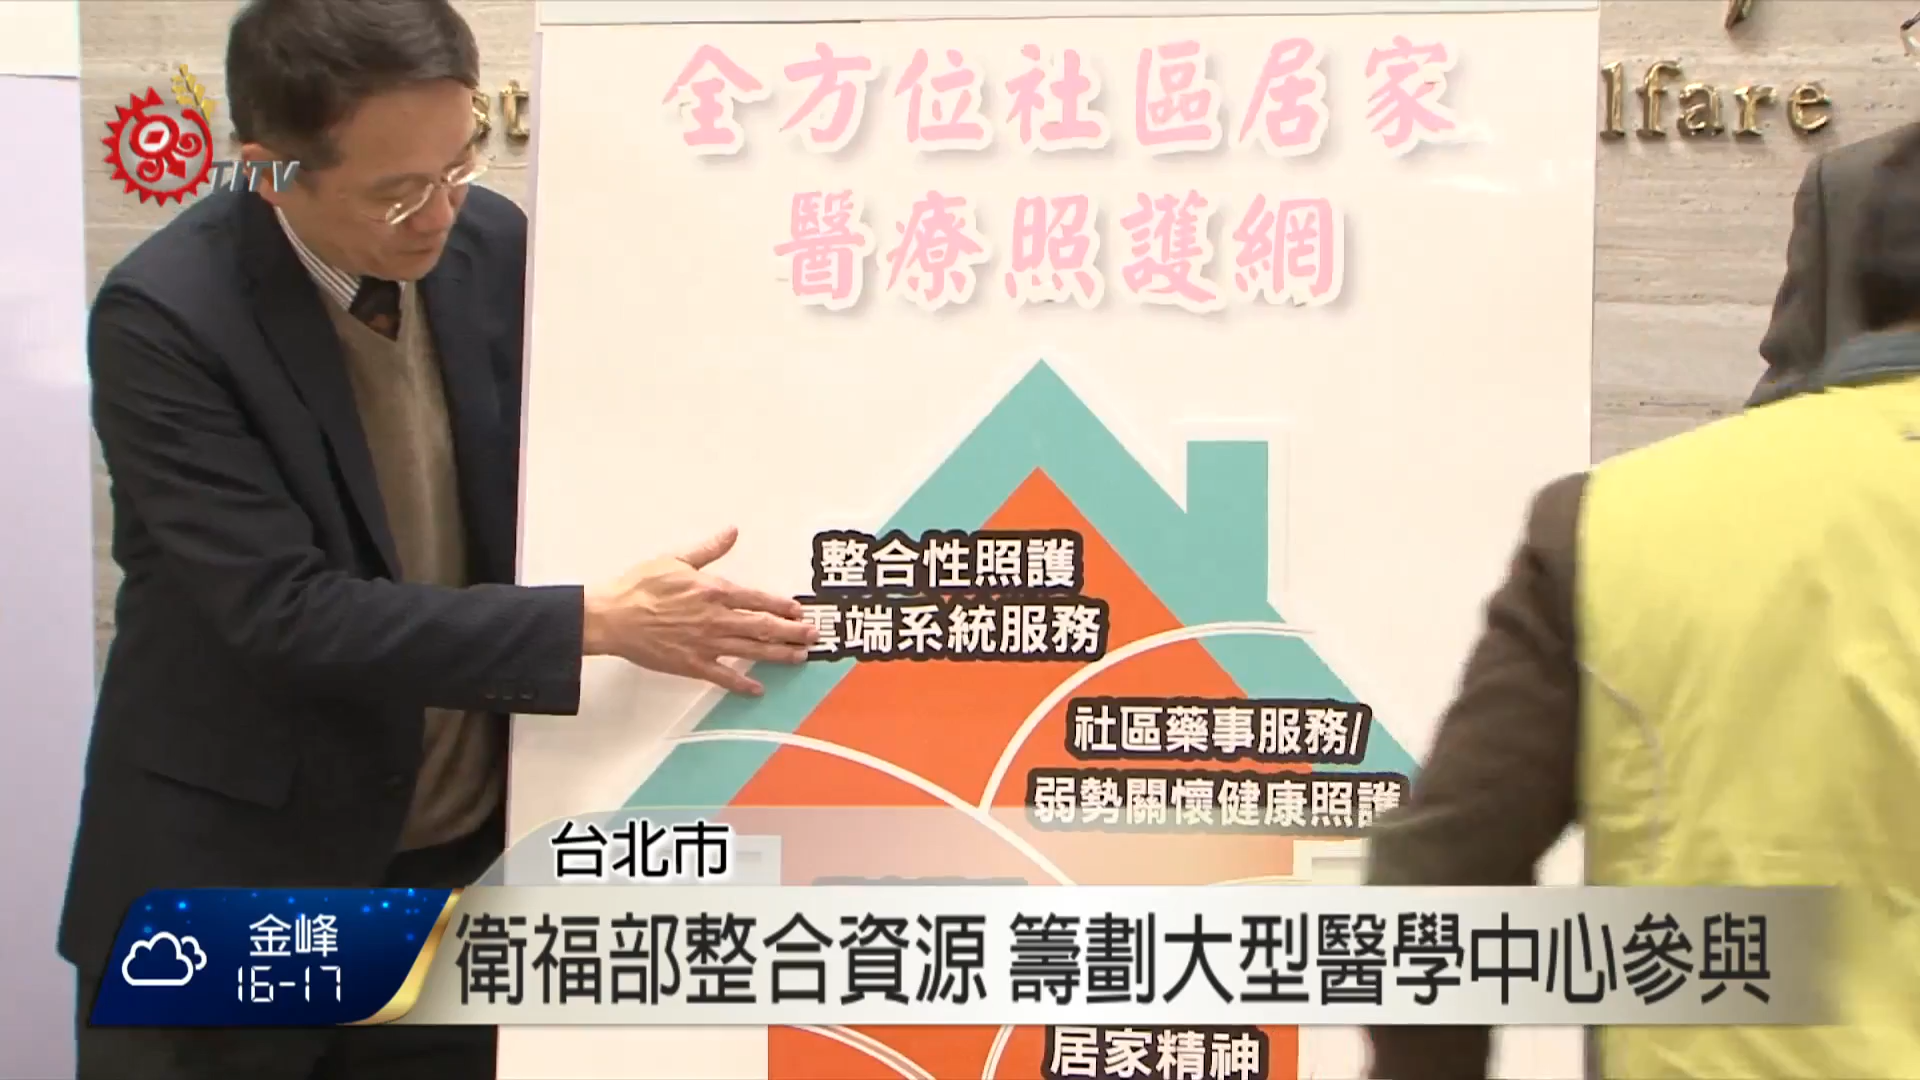 全方位社區居家
醫療照護網
TITV
st
lfare
整合性照護
雲端系統服務
社區藥事服務/
弱勢關懷健康照護
台北市
金峰
16-17
衛福部整合資源 籌劃大型醫學中心參與
居家精神